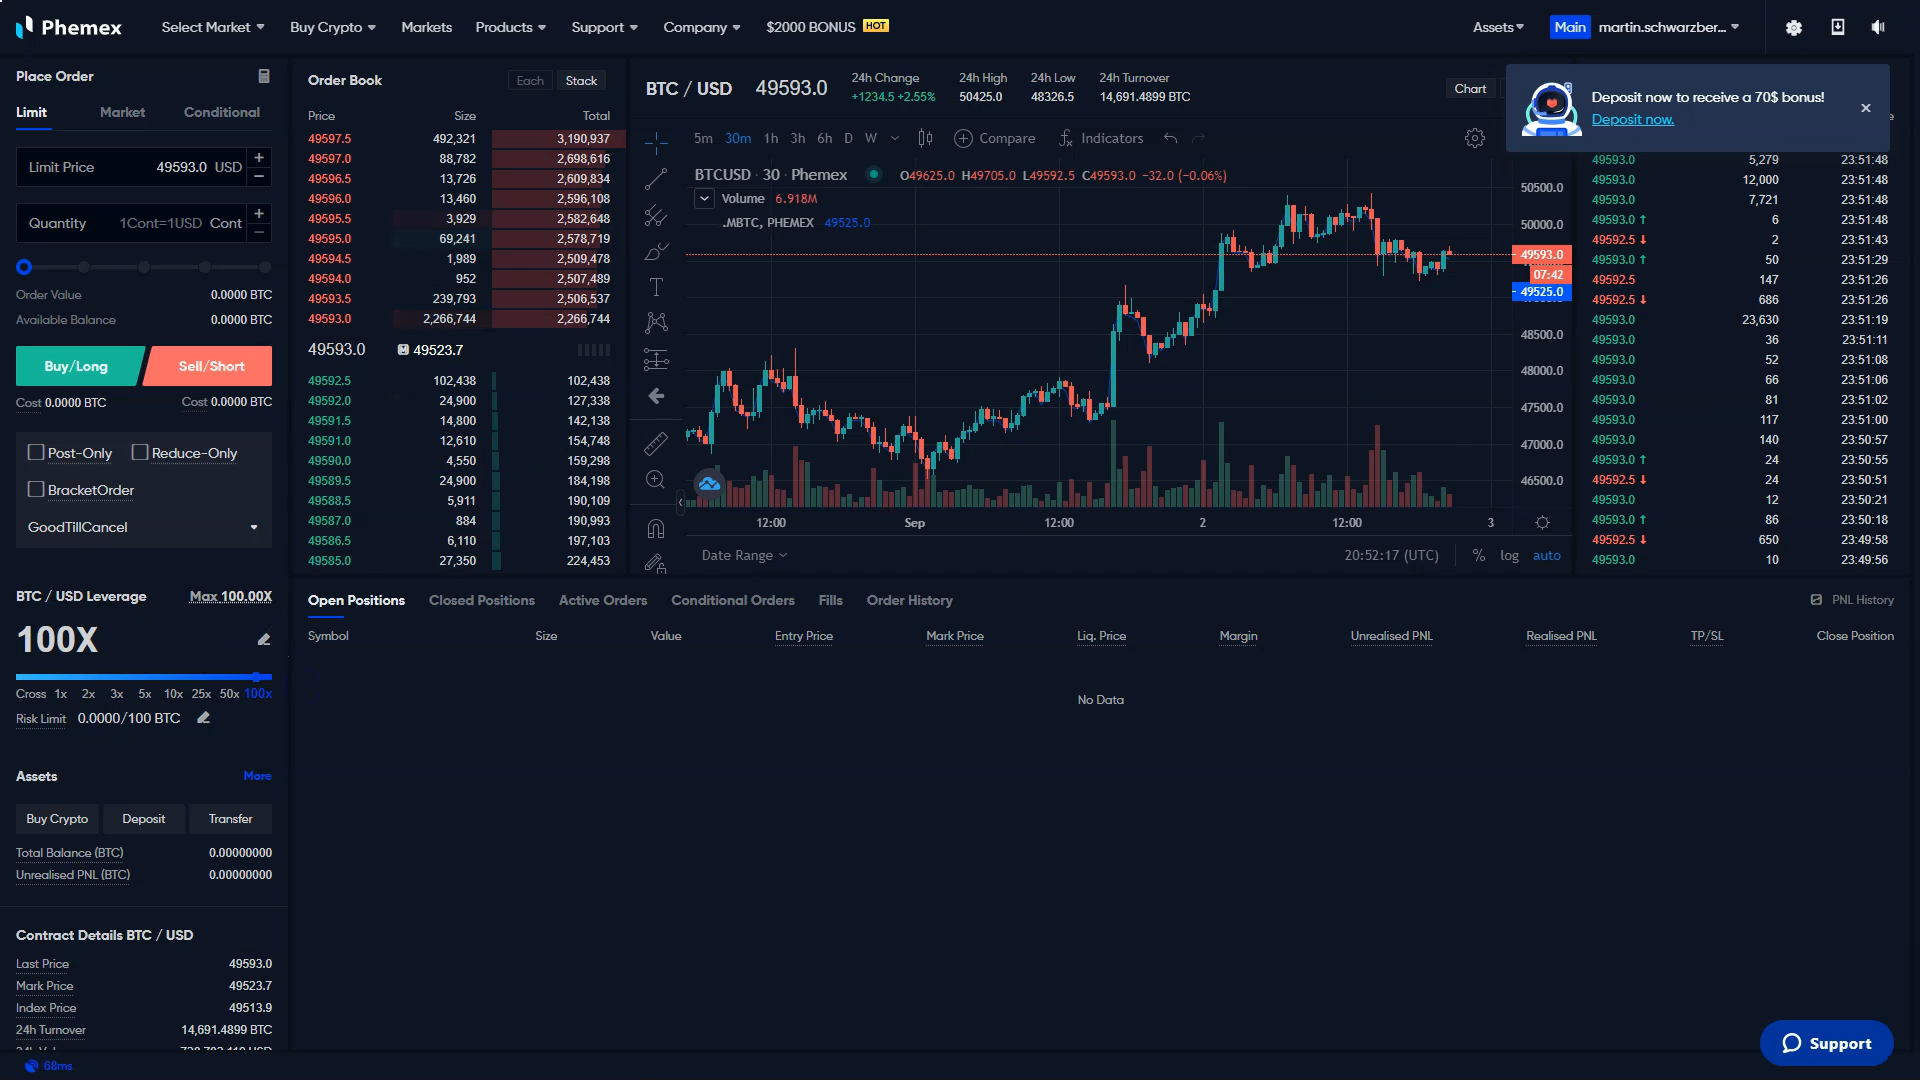 Phemex
Select Market
Buy Crypto
Markets
Products
Support
Company
$2000 BONUS HOT
Assets
Main martin.schwarzber...
Place Order
Limit Market Conditional
Limit Price 49593.0 USD + −
Quantity 1Cont=1USD Cont + −
Order Value 0.0000 BTC
Available Balance 0.0000 BTC
Buy/Long Sell/Short
Cost 0.0000 BTC Cost 0.0000 BTC
Post-Only Reduce-Only
BracketOrder
GoodTillCancel
BTC / USD Leverage Max 100.00X
100X
Cross 1x 2x 3x 5x 10x 25x 50x 100x
Risk Limit 0.0000/100 BTC
Assets More
Buy Crypto Deposit Transfer
Total Balance (BTC) 0.00000000
Unrealised PNL (BTC) 0.00000000
Contract Details BTC / USD
Last Price 49593.0
Mark Price 49523.7
Index Price 49513.9
24h Turnover 14,691.4899 BTC
68ms
Order Book Each Stack
Price Size Total
49597.5 492,321 3,190,937
49597.0 88,782 2,698,616
49596.5 13,726 2,609,834
49596.0 13,460 2,596,108
49595.5 3,929 2,582,648
49595.0 69,241 2,578,719
49594.5 1,989 2,509,478
49594.0 952 2,507,489
49593.5 239,793 2,506,537
49593.0 2,266,744 2,266,744
49593.0 49523.7
49592.5 102,438 102,438
49592.0 24,900 127,338
49591.5 14,800 142,138
49591.0 12,610 154,748
49590.0 4,550 159,298
49589.5 24,900 184,198
49588.5 5,911 190,109
49587.0 884 190,993
49586.5 6,110 197,103
49585.0 27,350 224,453
BTC / USD 49593.0
24h Change +1234.5 +2.55%
24h High 50425.0
24h Low 48326.5
24h Turnover 14,691.4899 BTC
Chart
5m 30m 1h 3h 6h D W Compare Indicators
BTCUSD · 30 · Phemex O49625.0 H49705.0 L49592.5 C49593.0 −32.0 (−0.06%)
Volume 6.918M
.MBTC, PHEMEX 49525.0
50500.0
50000.0
49593.0
07:42
49525.0
48500.0
48000.0
47500.0
47000.0
46500.0
12:00 Sep 12:00 2 12:00 3
Date Range 20:52:17 (UTC) % log auto
Deposit now to receive a 70$ bonus!
Deposit now.
49593.0 5,279 23:51:48
49593.0 12,000 23:51:48
49593.0 7,721 23:51:48
49593.0 ↑ 6 23:51:48
49592.5 ↓ 2 23:51:43
49593.0 ↑ 50 23:51:29
49592.5 147 23:51:26
49592.5 ↓ 686 23:51:26
49593.0 23,630 23:51:19
49593.0 36 23:51:11
49593.0 52 23:51:08
49593.0 66 23:51:06
49593.0 81 23:51:02
49593.0 117 23:51:00
49593.0 140 23:50:57
49593.0 ↑ 24 23:50:55
49592.5 ↓ 24 23:50:51
49593.0 12 23:50:21
49593.0 ↑ 86 23:50:18
49592.5 ↓ 650 23:49:58
49593.0 10 23:49:56
Open Positions Closed Positions Active Orders Conditional Orders Fills Order History PNL History
Symbol Size Value Entry Price Mark Price Liq. Price Margin Unrealised PNL Realised PNL TP/SL Close Position
No Data
Support